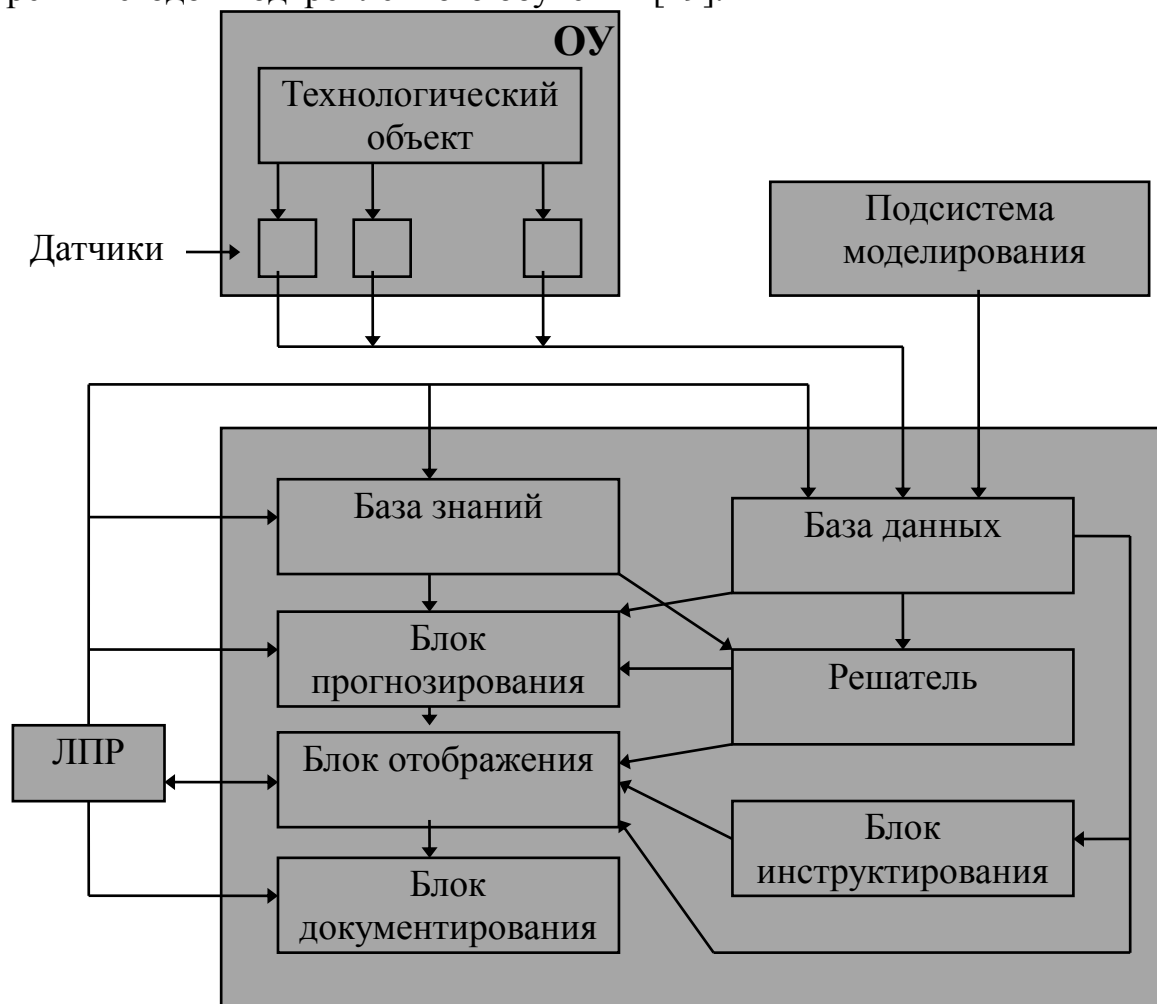 ОУ
Технологический
объект
Датчики
Подсистема
моделирования
База знаний
База данных
Блок
прогнозирования
Решатель
ЛПР
Блок отображения
Блок
инструктирования
Блок
документирования